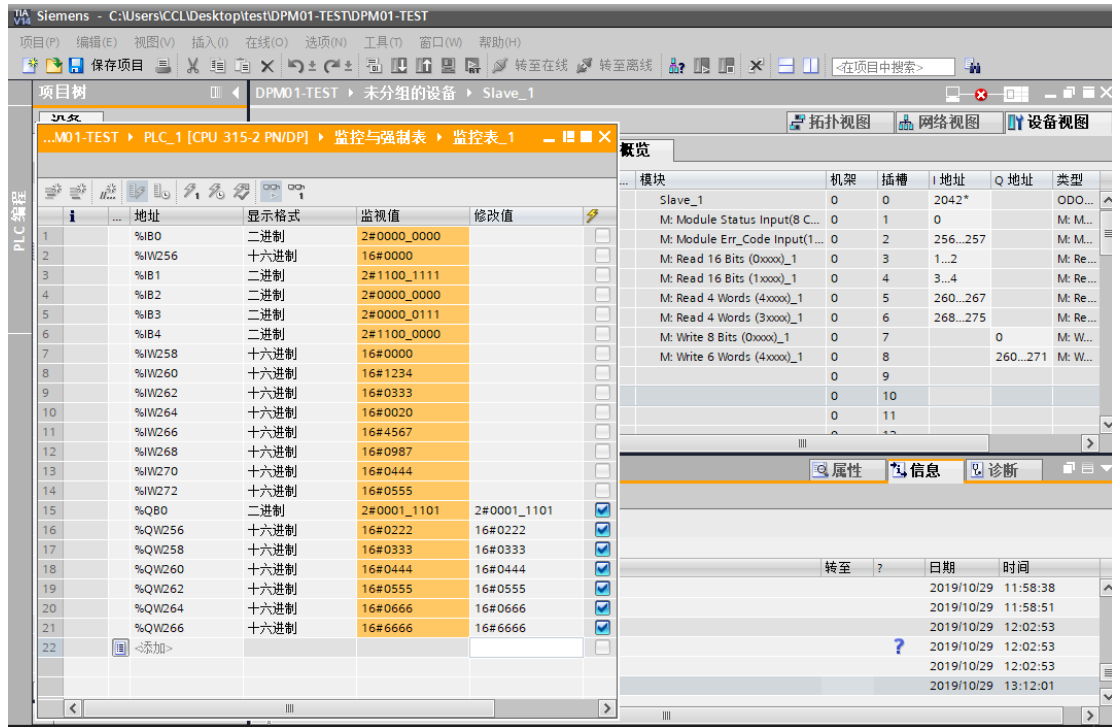 TIA V14 Siemens - C:\Users\CCL\Desktop\test\DPM01-TEST\DPM01-TEST
项目(P) 编辑(E) 视图(V) 插入(I) 在线(O) 选项(N) 工具(T) 窗口(W) 帮助(H)
保存项目 转至在线 转至离线 <在项目中搜索>
项目树 DPM01-TEST 未分组的设备 Slave_1
设备
拓扑视图 网络视图 设备视图
PLC 编程
...M01-TEST PLC_1 [CPU 315-2 PN/DP] 监控与强制表 监控表_1
i ... 地址 显示格式 监视值 修改值
1 %IB0 二进制 2#0000_0000
2 %IW256 十六进制 16#0000
3 %IB1 二进制 2#1100_1111
4 %IB2 二进制 2#0000_0000
5 %IB3 二进制 2#0000_0111
6 %IB4 二进制 2#1100_0000
7 %IW258 十六进制 16#0000
8 %IW260 十六进制 16#1234
9 %IW262 十六进制 16#0333
10 %IW264 十六进制 16#0020
11 %IW266 十六进制 16#4567
12 %IW268 十六进制 16#0987
13 %IW270 十六进制 16#0444
14 %IW272 十六进制 16#0555
15 %QB0 二进制 2#0001_1101 2#0001_1101
16 %QW256 十六进制 16#0222 16#0222
17 %QW258 十六进制 16#0333 16#0333
18 %QW260 十六进制 16#0444 16#0444
19 %QW262 十六进制 16#0555 16#0555
20 %QW264 十六进制 16#0666 16#0666
21 %QW266 十六进制 16#6666 16#6666
22 <添加>
概览
... 模块 机架 插槽 I 地址 Q 地址 类型
Slave_1 0 0 2042* ODO...
M: Module Status Input(8 C... 0 1 0 M: M...
M: Module Err_Code Input(1... 0 2 256...257 M: M...
M: Read 16 Bits (0xxxx)_1 0 3 1...2 M: Re...
M: Read 16 Bits (1xxxx)_1 0 4 3...4 M: Re...
M: Read 4 Words (4xxxx)_1 0 5 260...267 M: Re...
M: Read 4 Words (3xxxx)_1 0 6 268...275 M: Re...
M: Write 8 Bits (0xxxx)_1 0 7 0 M: W...
M: Write 6 Words (4xxxx)_1 0 8 260...271 M: W...
0 9
0 10
0 11
属性 信息 诊断
转至 ? 日期 时间
2019/10/29 11:58:38
2019/10/29 11:58:51
2019/10/29 12:02:53
? 2019/10/29 12:02:53
2019/10/29 12:02:53
2019/10/29 13:12:01